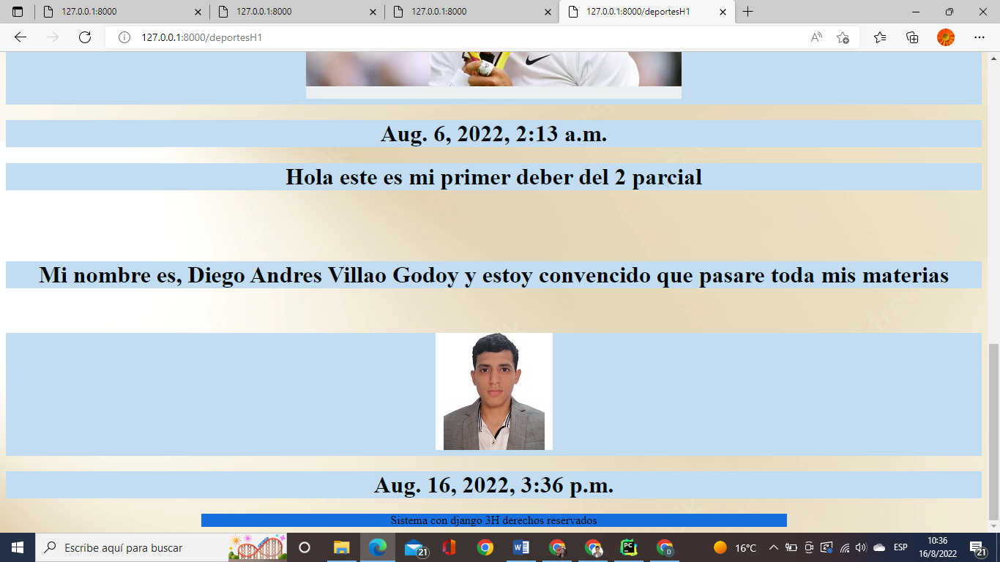 127.0.0.1:8000
127.0.0.1:8000
127.0.0.1:8000
127.0.0.1:8000/deportesH1
127.0.0.1:8000/deportesH1
Aug. 6, 2022, 2:13 a.m.
Hola este es mi primer deber del 2 parcial
Mi nombre es, Diego Andres Villao Godoy y estoy convencido que pasare toda mis materias
Aug. 16, 2022, 3:36 p.m.
Sistema con django 3H derechos reservados
Escribe aquí para buscar
21
W
PC
D
16°C
ESP
10:36
16/8/2022
21